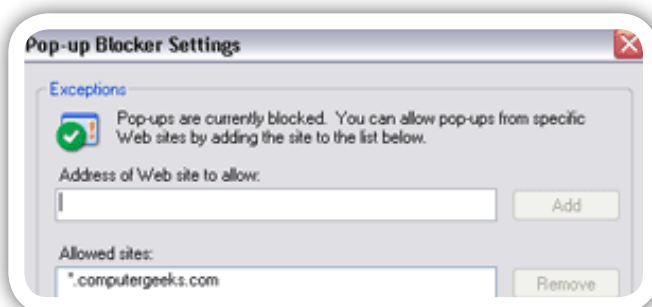 Pop-up Blocker Settings
Exceptions
Pop-ups are currently blocked. You can allow pop-ups from specific
Web sites by adding the site to the list below.
Address of Web site to allow:
Add
Allowed sites:
*.computergeeks.com
Remove